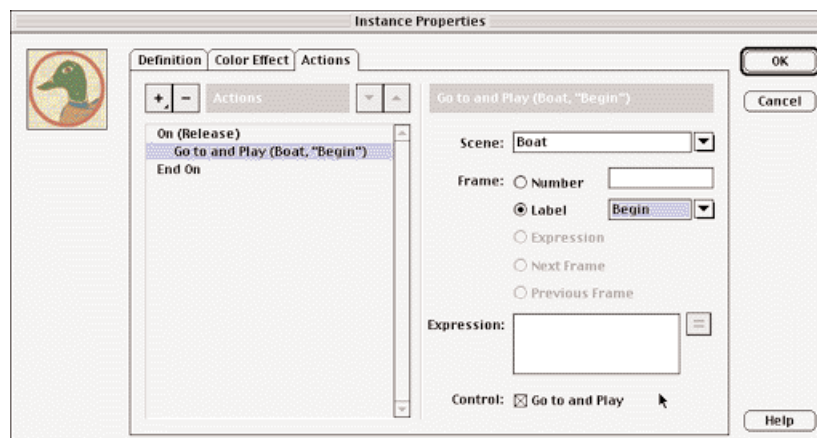 Instance Properties
Definition Color Effect Actions
OK
Cancel
+ - Actions
Go to and Play (Boat, "Begin")
On (Release)
Go to and Play (Boat, "Begin")
End On
Scene: Boat
Frame: Number
Label Begin
Expression
Next Frame
Previous Frame
Expression: =
Control: Go to and Play
Help